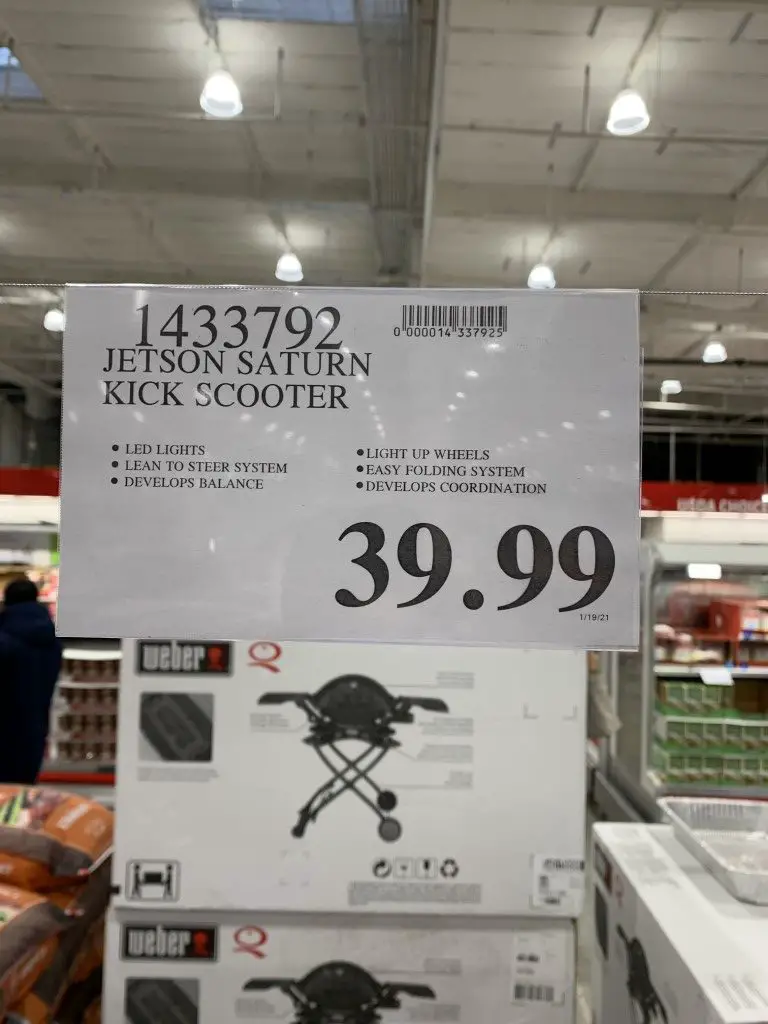 1433792
0 000014 337925
JETSON SATURN
KICK SCOOTER
• LED LIGHTS
• LEAN TO STEER SYSTEM
• DEVELOPS BALANCE
• LIGHT UP WHEELS
• EASY FOLDING SYSTEM
• DEVELOPS COORDINATION
39.99
1/19/21
weber Q
weber Q